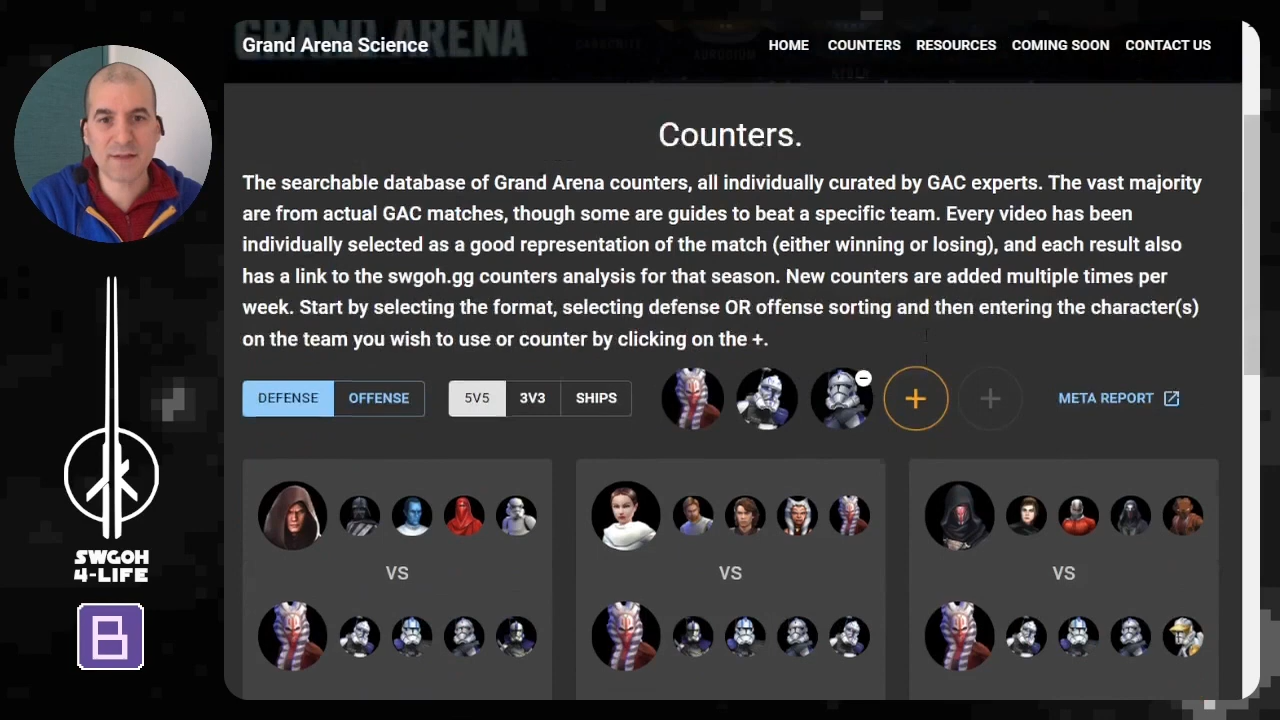 GRAND ARENA
Grand Arena Science
HOME
COUNTERS
RESOURCES
COMING SOON
CONTACT US
Counters.
The searchable database of Grand Arena counters, all individually curated by GAC experts. The vast majority
are from actual GAC matches, though some are guides to beat a specific team. Every video has been
individually selected as a good representation of the match (either winning or losing), and each result also
has a link to the swgoh.gg counters analysis for that season. New counters are added multiple times per
week. Start by selecting the format, selecting defense OR offense sorting and then entering the character(s)
on the team you wish to use or counter by clicking on the +.
DEFENSE
OFFENSE
5V5
3V3
SHIPS
META REPORT
VS
VS
VS
SWGOH
4-LIFE
B